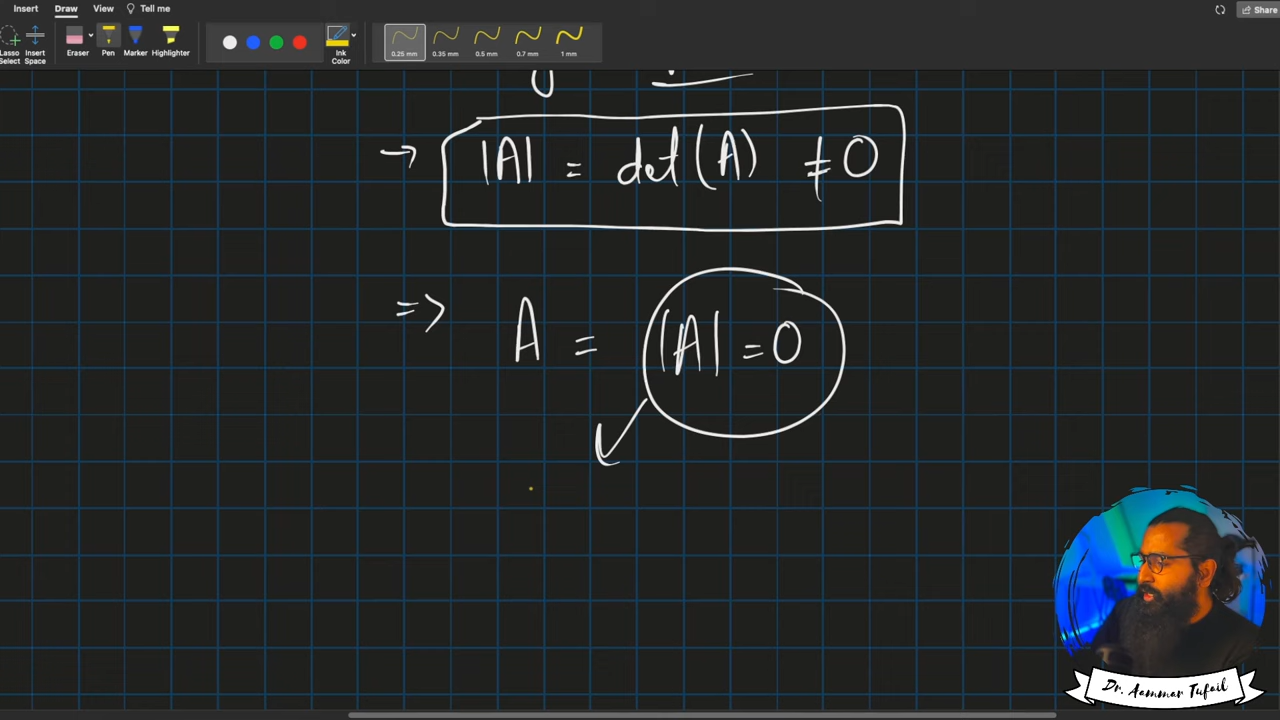 Insert Draw View Tell me
Share
Lasso Select
Insert Space
Eraser
Pen
Marker
Highlighter
Ink Color
0.25 mm
0.35 mm
0.5 mm
0.7 mm
1 mm
→ |A| = det(A) ≠ 0
=> A = |A| = 0
Dr. Aammar Tufail